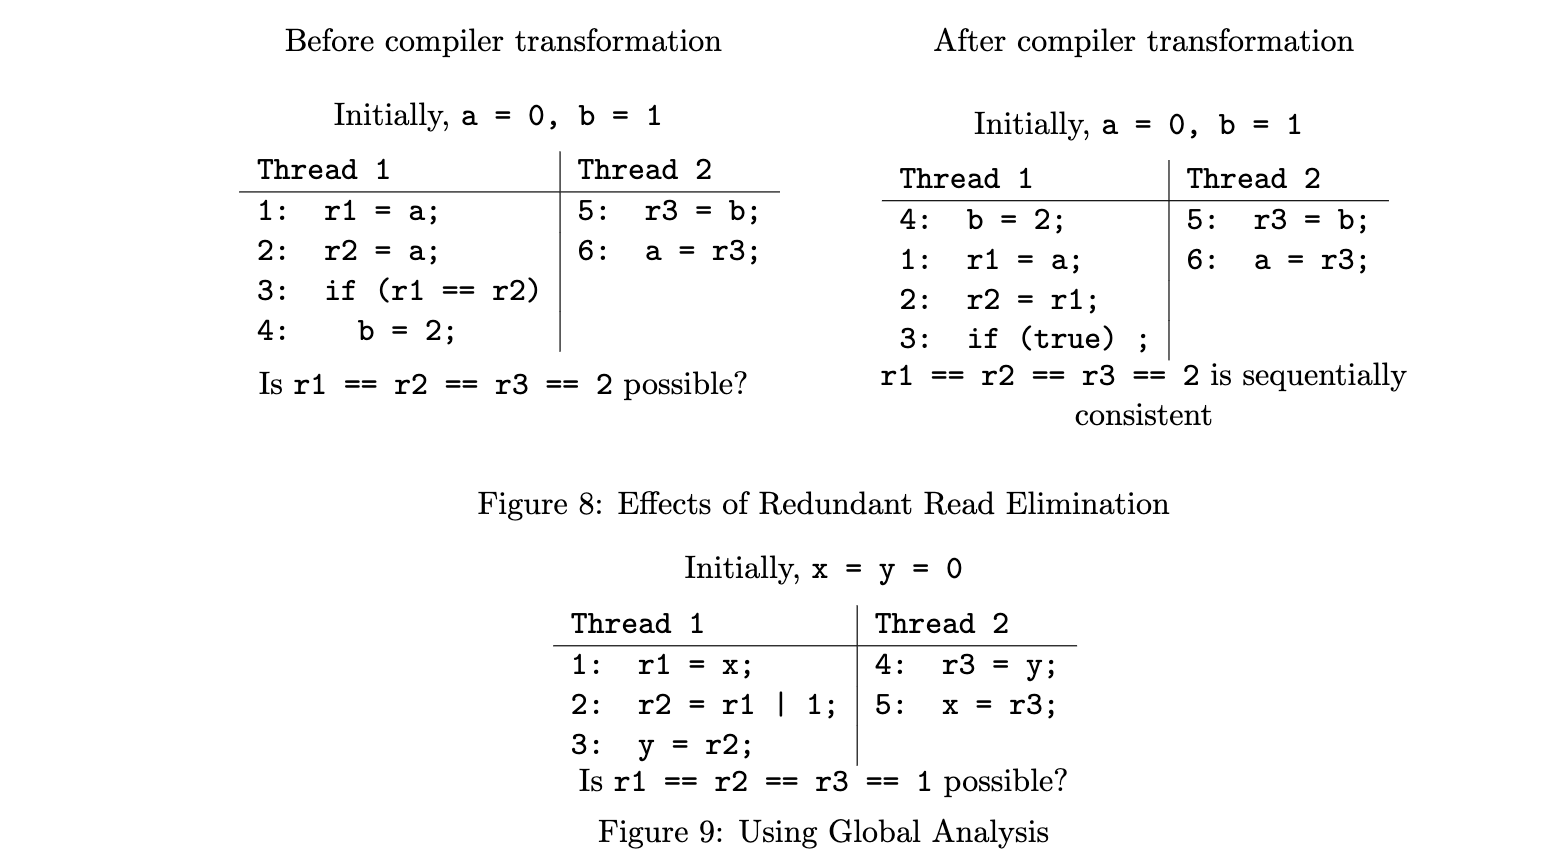 Before compiler transformation
Initially, a = 0, b = 1
Thread 1 Thread 2
1: r1 = a; 5: r3 = b;
2: r2 = a; 6: a = r3;
3: if (r1 == r2)
4: b = 2;
Is r1 == r2 == r3 == 2 possible?
After compiler transformation
Initially, a = 0, b = 1
Thread 1 Thread 2
4: b = 2; 5: r3 = b;
1: r1 = a; 6: a = r3;
2: r2 = r1;
3: if (true) ;
r1 == r2 == r3 == 2 is sequentially
consistent
Figure 8: Effects of Redundant Read Elimination
Initially, x = y = 0
Thread 1 Thread 2
1: r1 = x; 4: r3 = y;
2: r2 = r1 | 1; 5: x = r3;
3: y = r2;
Is r1 == r2 == r3 == 1 possible?
Figure 9: Using Global Analysis